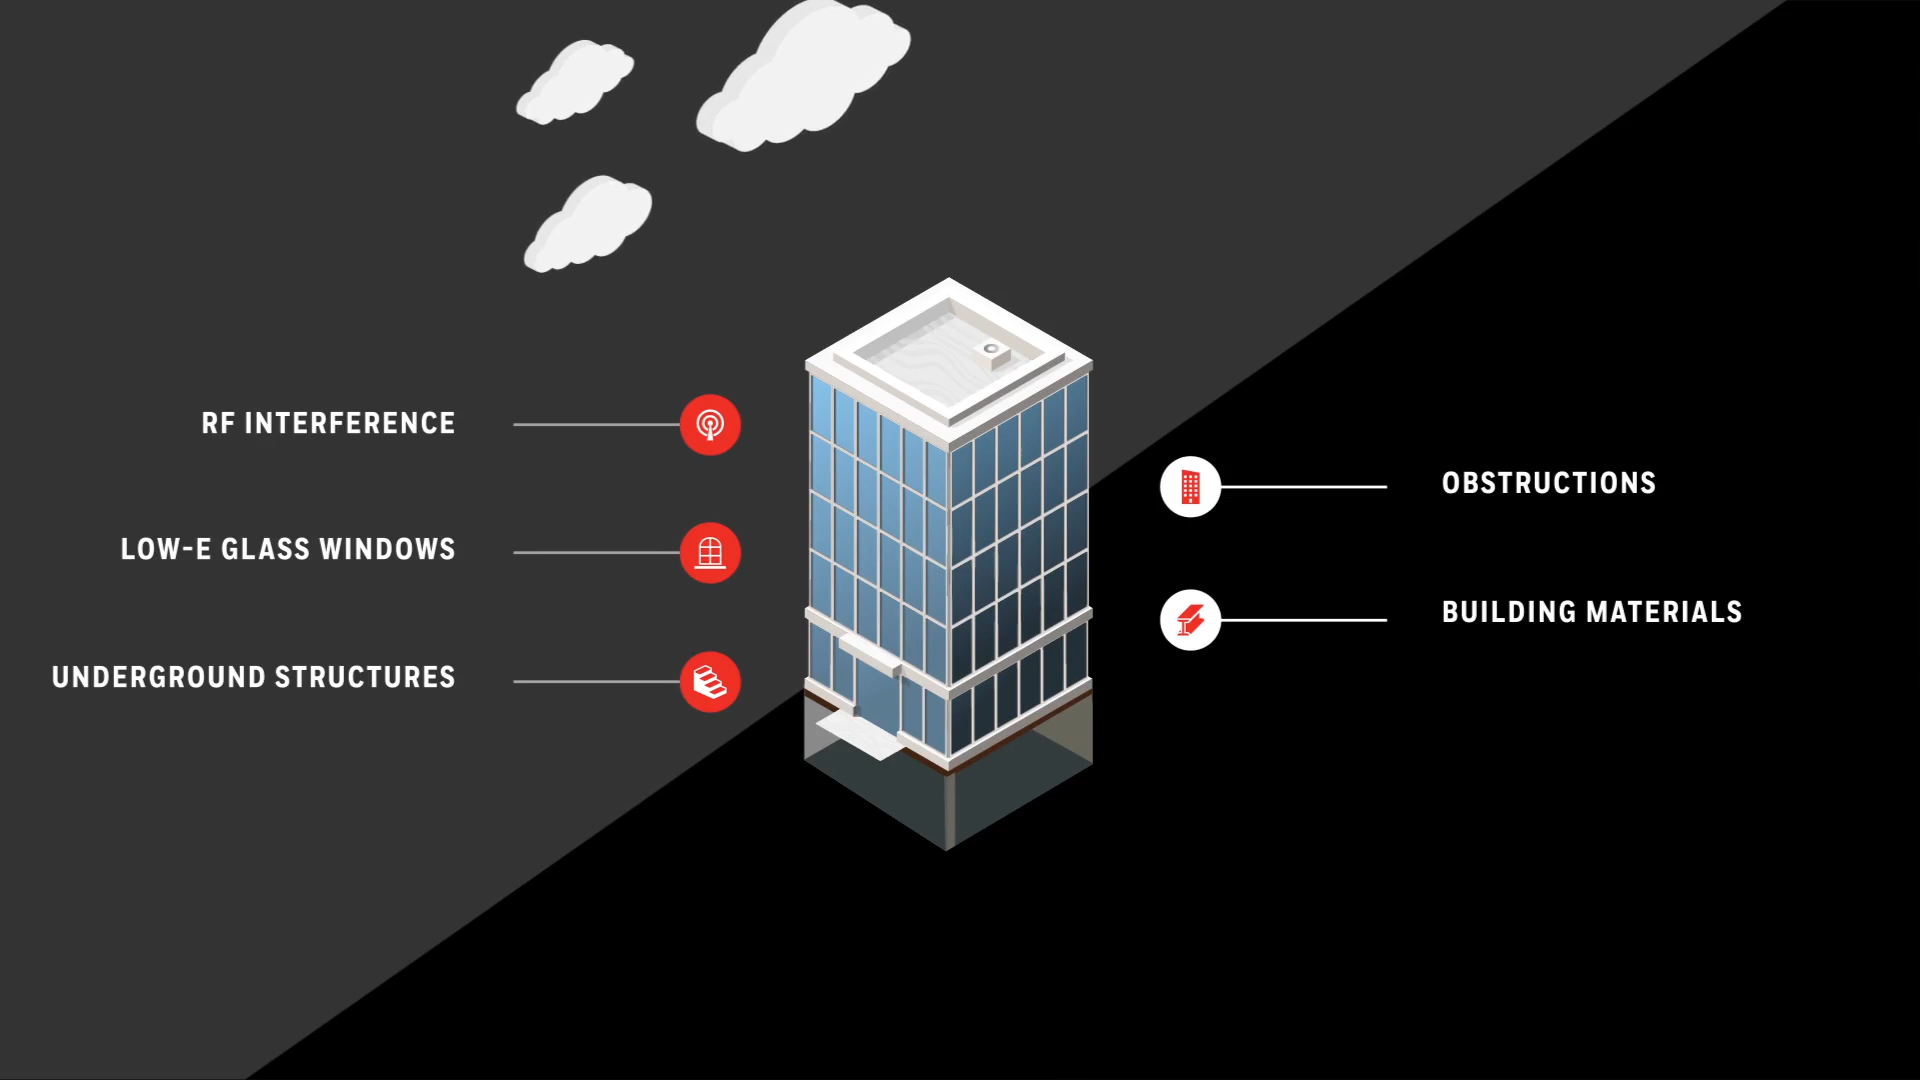 RF INTERFERENCE
LOW-E GLASS WINDOWS
UNDERGROUND STRUCTURES
OBSTRUCTIONS
BUILDING MATERIALS